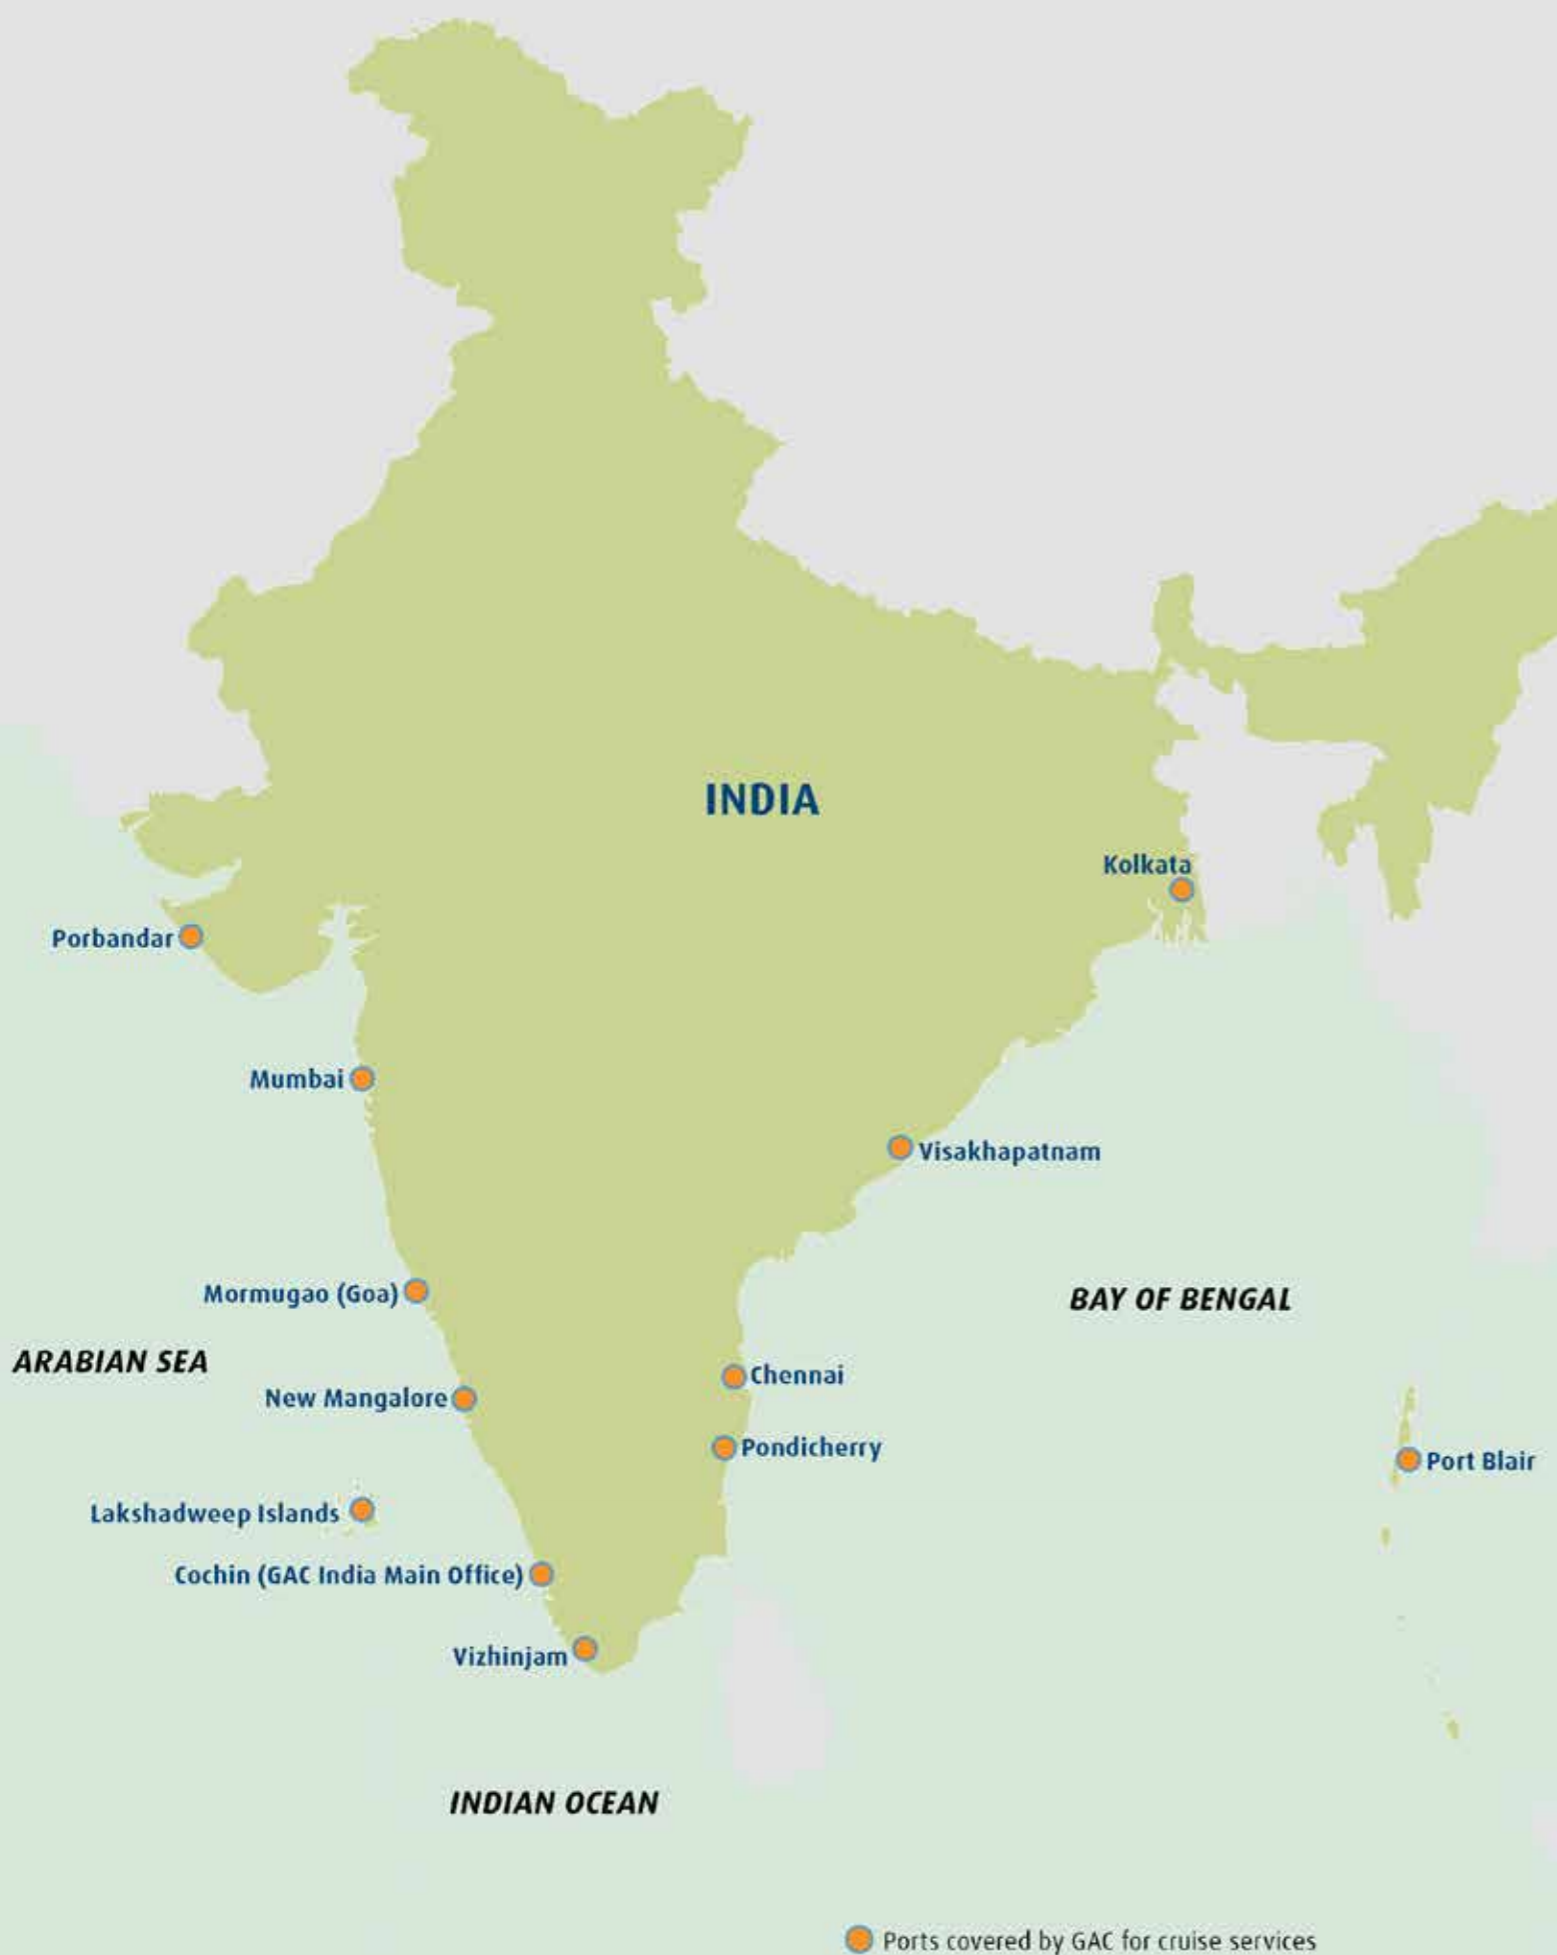 INDIA
Kolkata
Porbandar
Mumbai
Visakhapatnam
Mormugao (Goa)
BAY OF BENGAL
ARABIAN SEA
Chennai
New Mangalore
Pondicherry
Port Blair
Lakshadweep Islands
Cochin (GAC India Main Office)
Vizhinjam
INDIAN OCEAN
Ports covered by GAC for cruise services